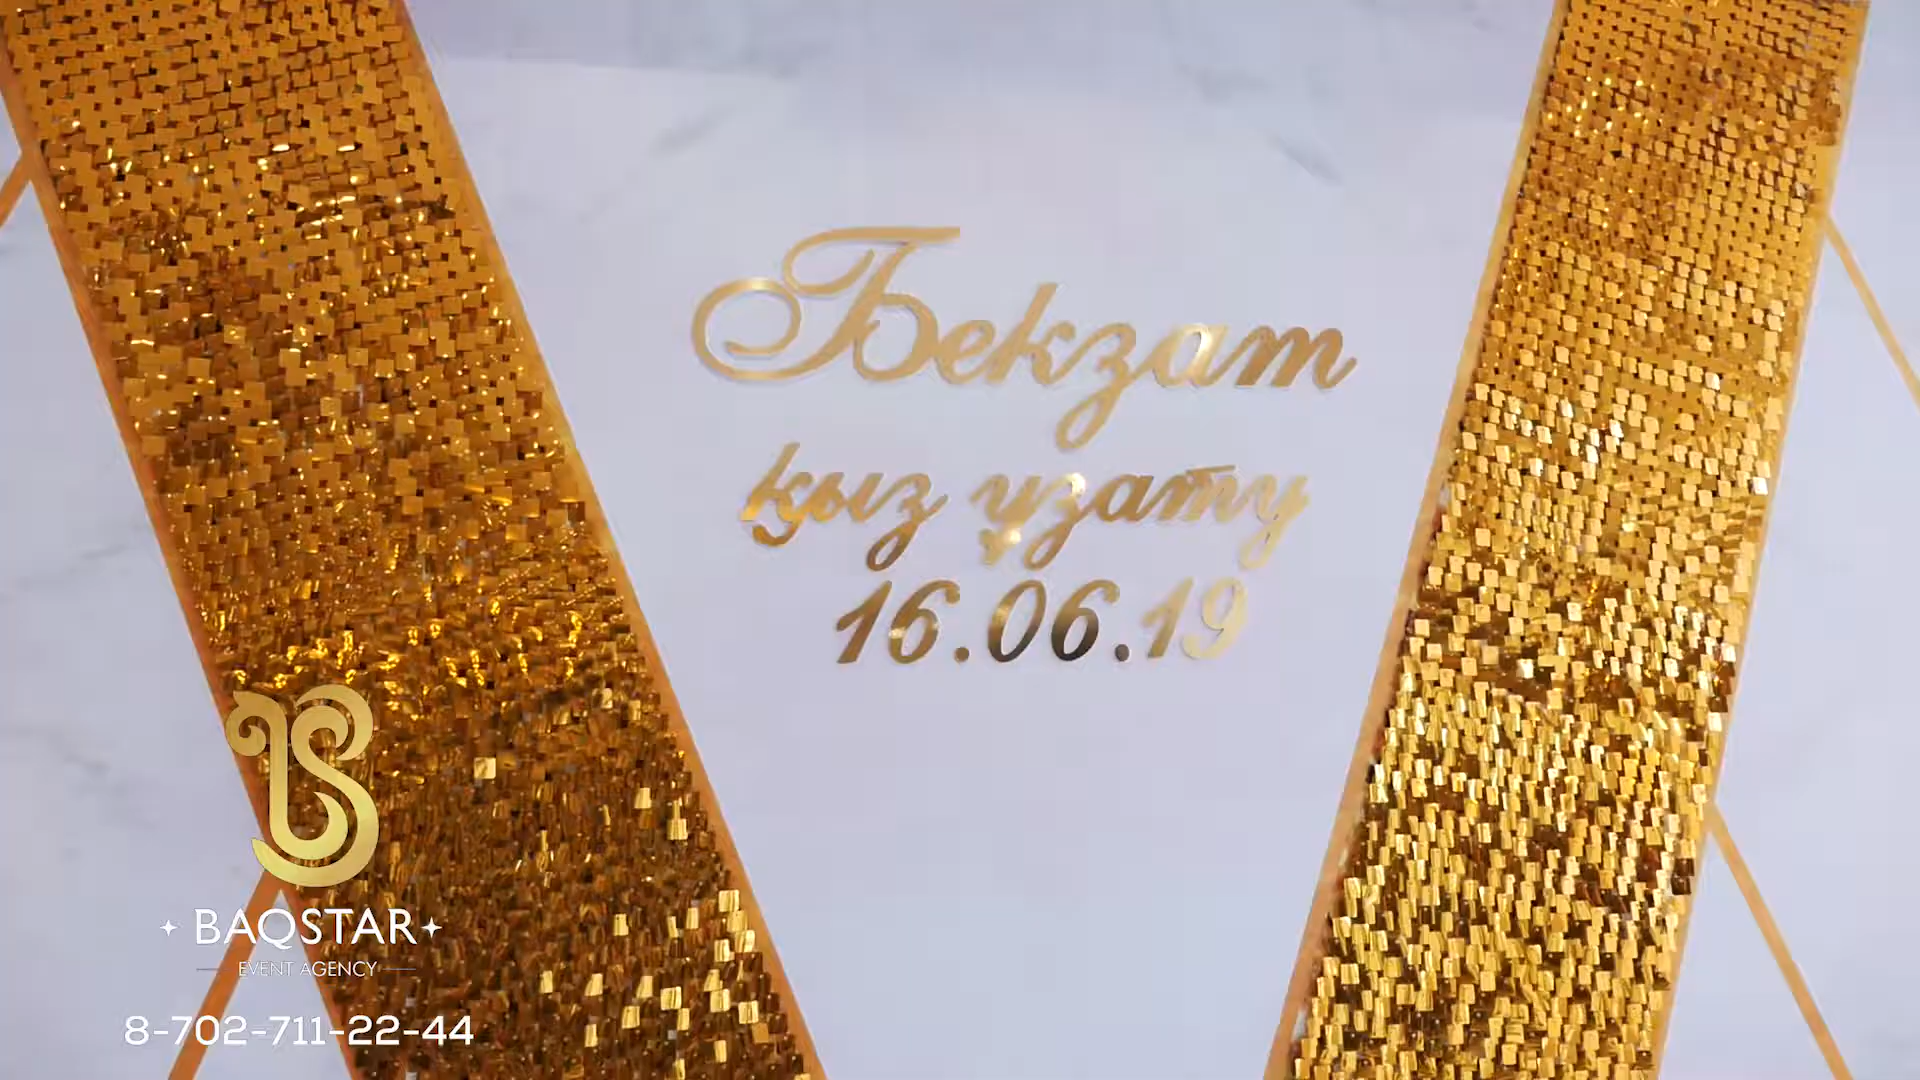 Бекзат
қыз ұзату
16.06.19
BAQSTAR
EVENT AGENCY
8-702-711-22-44